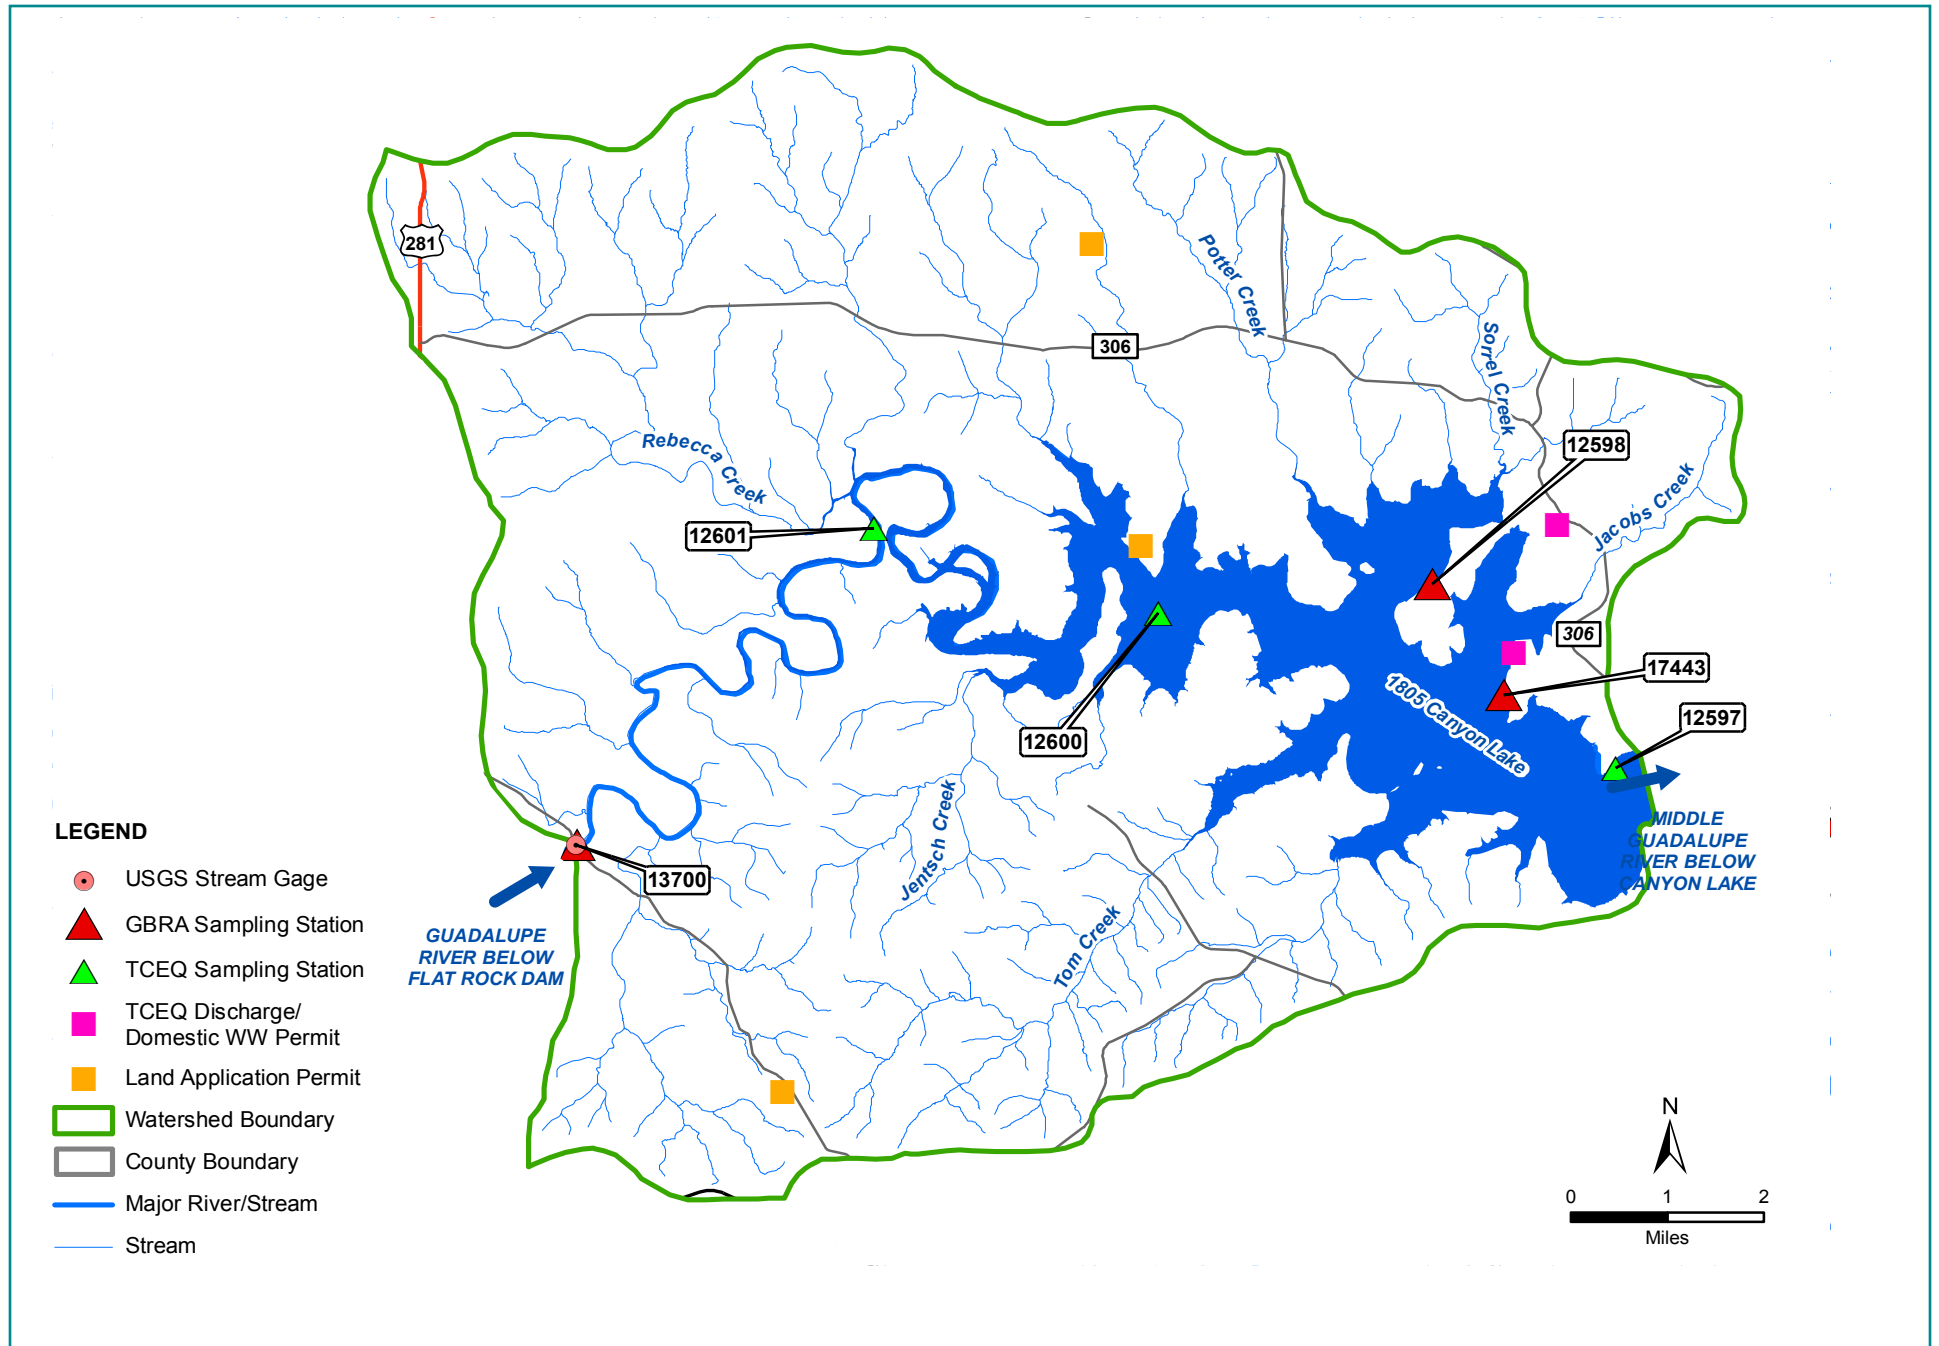 281
306
Potter Creek
Sorrel Creek
12598
Rebecca Creek
12601
Jacobs Creek
306
17443
12597
1805 Canyon Lake
12600
MIDDLE
GUADALUPE
RIVER BELOW
CANYON LAKE
Jentsch Creek
13700
GUADALUPE
RIVER BELOW
FLAT ROCK DAM
Tom Creek
LEGEND
USGS Stream Gage
GBRA Sampling Station
TCEQ Sampling Station
TCEQ Discharge/
Domestic WW Permit
Land Application Permit
Watershed Boundary
County Boundary
Major River/Stream
Stream
N
0 1 2
Miles